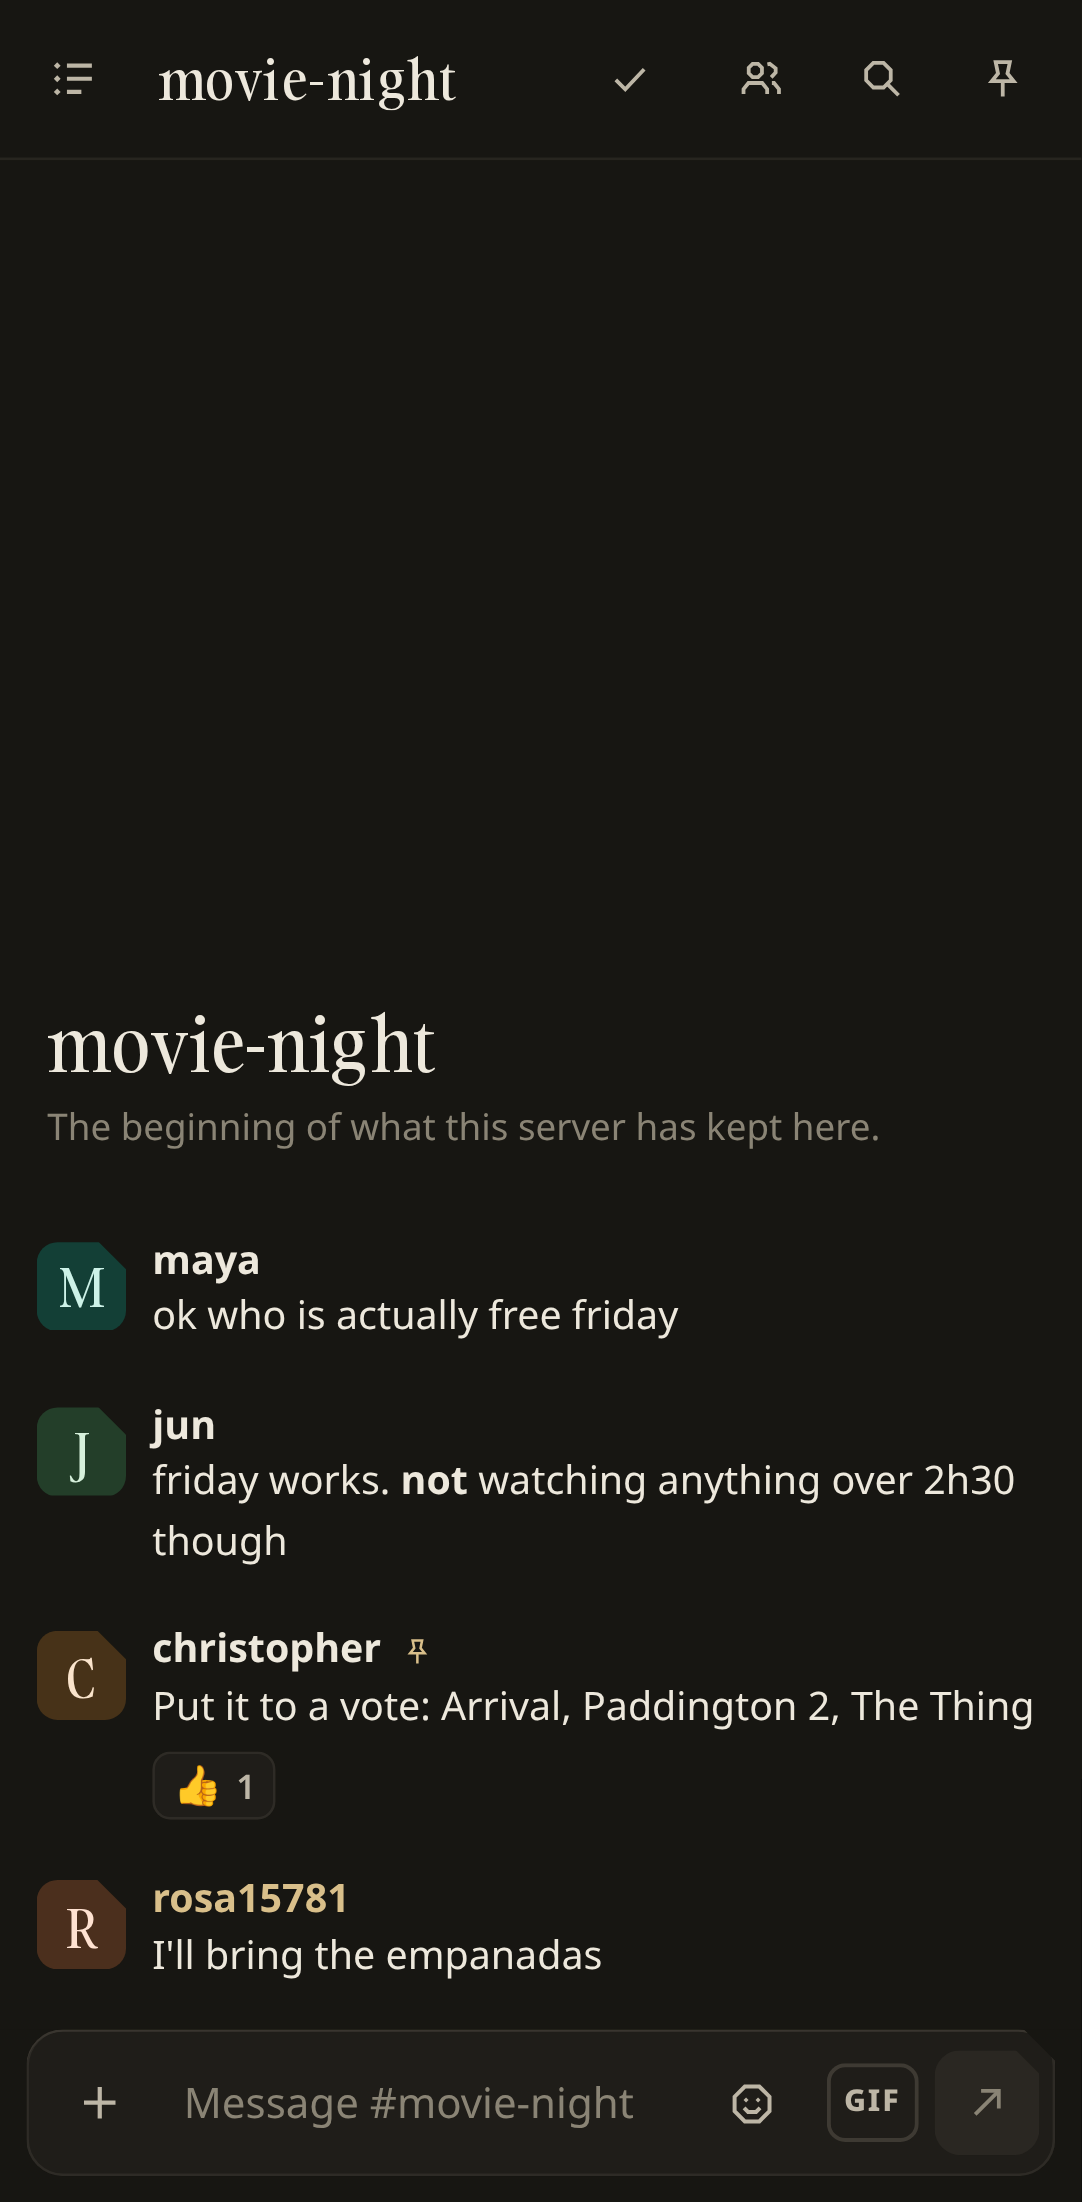 movie-night
movie-night
The beginning of what this server has kept here.
M
maya
ok who is actually free friday
J
jun
friday works. not watching anything over 2h30
though
C
christopher
Put it to a vote: Arrival, Paddington 2, The Thing
👍 1
R
rosa15781
I'll bring the empanadas
Message #movie-night
GIF